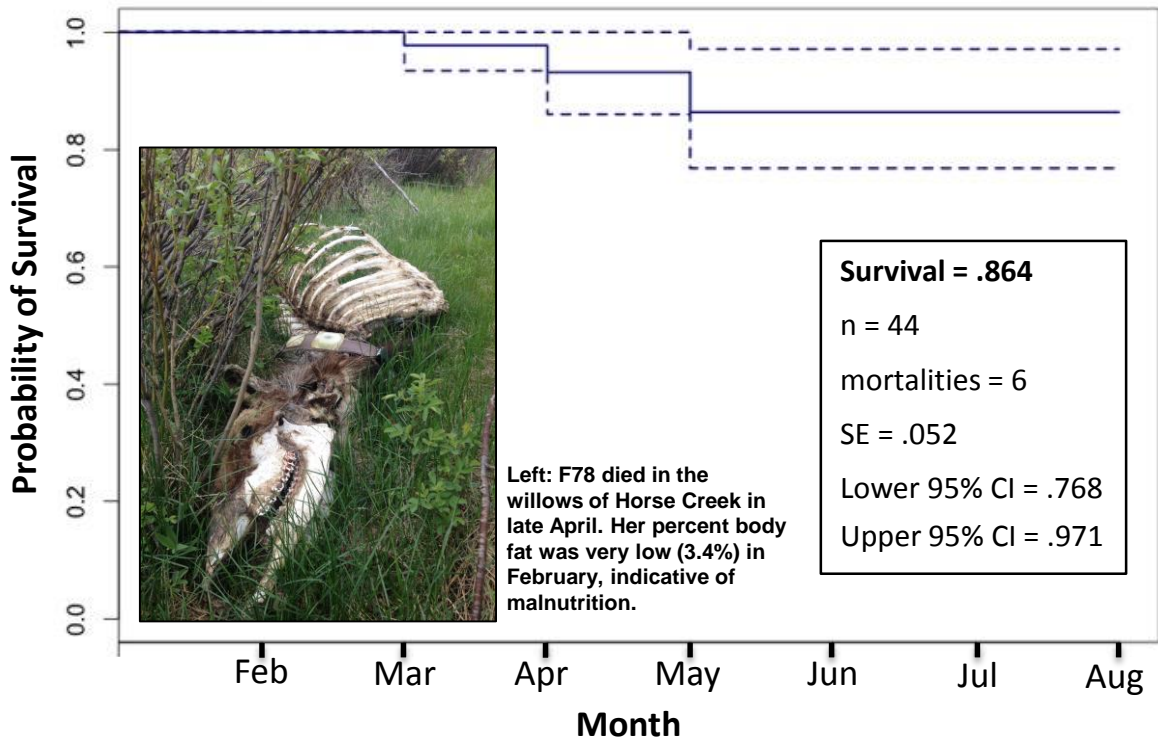 Probability of Survival
1.0
0.8
0.6
0.4
0.2
0.0
Survival = .864
n = 44
mortalities = 6
SE = .052
Lower 95% CI = .768
Upper 95% CI = .971
Left: F78 died in the
willows of Horse Creek in
late April. Her percent body
fat was very low (3.4%) in
February, indicative of
malnutrition.
Feb Mar Apr May Jun Jul Aug
Month